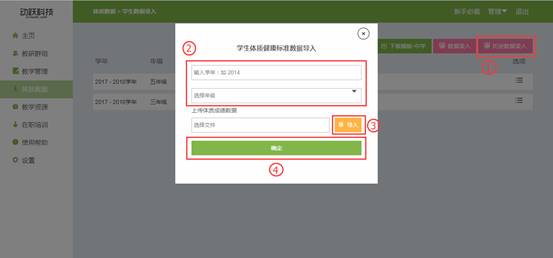 动跃科技
体质数据 > 学生数据录入
新手必看 管理 退出
主页
教研群组
教学管理
体质数据
教学资源
在职培训
使用帮助
设置
下载模板-中学
数据录入
历史数据录入
①
学年 年级 选项
2017 - 2018学年 五年级
2017 - 2018学年 三年级
学生体质健康标准数据导入
②
输入学年：如 2014
选择年级
上传体质成绩数据
选择文件
导入
③
确定
④